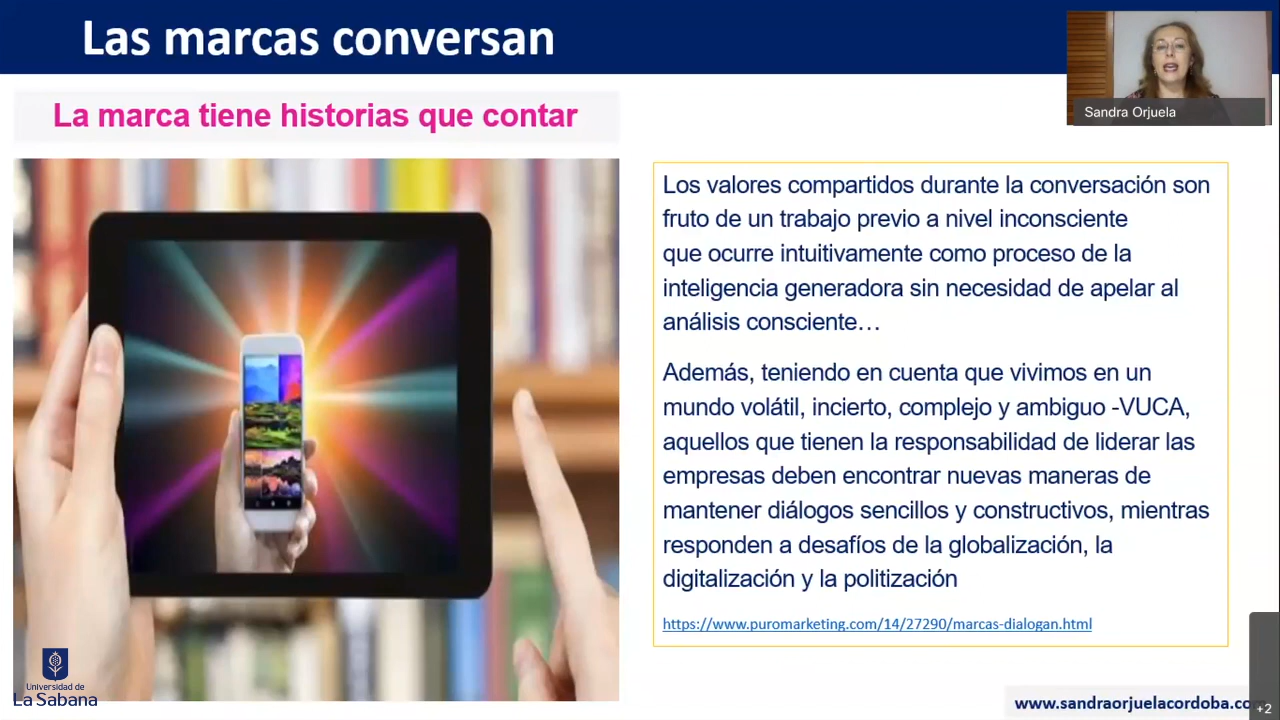 Las marcas conversan
Sandra Orjuela
La marca tiene historias que contar
Los valores compartidos durante la conversación son
fruto de un trabajo previo a nivel inconsciente
que ocurre intuitivamente como proceso de la
inteligencia generadora sin necesidad de apelar al
análisis consciente…
Además, teniendo en cuenta que vivimos en un
mundo volátil, incierto, complejo y ambiguo -VUCA,
aquellos que tienen la responsabilidad de liderar las
empresas deben encontrar nuevas maneras de
mantener diálogos sencillos y constructivos, mientras
responden a desafíos de la globalización, la
digitalización y la politización
https://www.puromarketing.com/14/27290/marcas-dialogan.html
Universidad de
La Sabana
www.sandraorjuelacordoba.co
+2